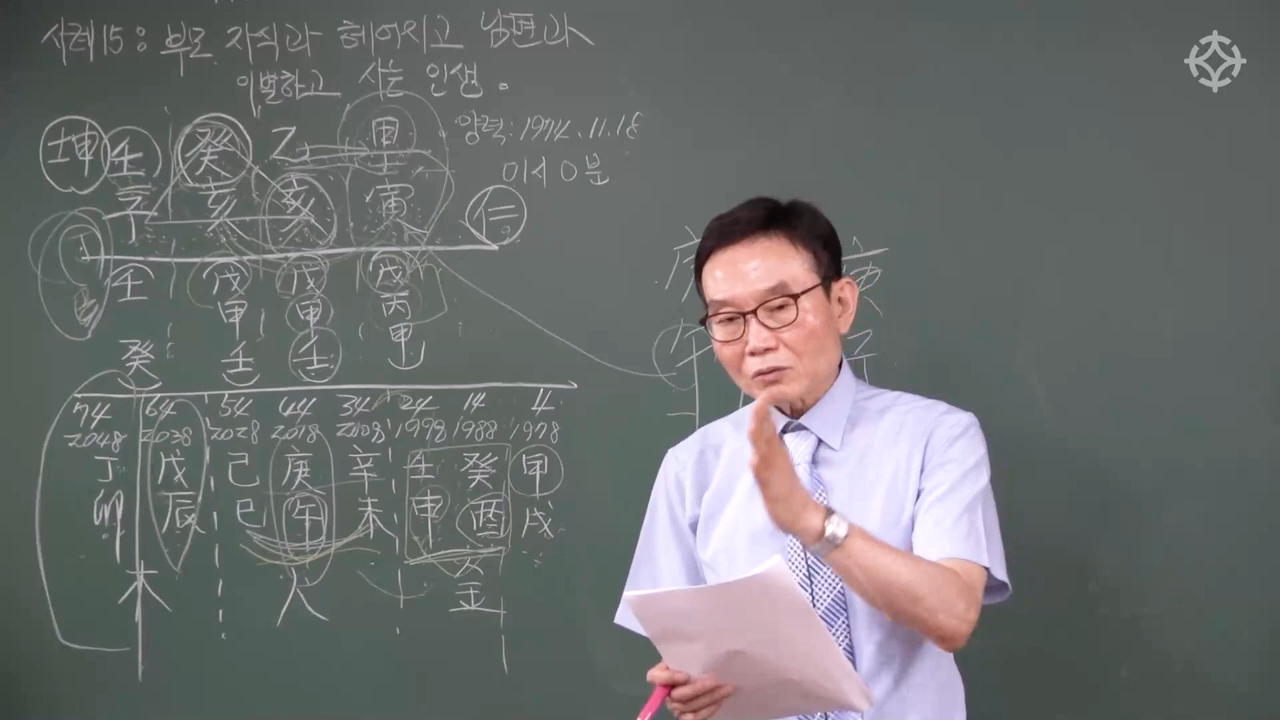 사례15: 부모 자식과 헤어지고 남편과
이별하고 사는 인생.
坤 壬 癸 乙 甲
양력: 1974.11.18
子 亥 亥 寅
0분
仁
壬 戊 戊 戊
甲 甲 丙
癸 壬 壬 甲
74 64 54 44 34 24 14 4
2048 2038 2028 2018 2008 1998 1988 1978
丁 戊 己 庚 辛 壬 癸 甲
卯 辰 巳 午 未 申 酉 戌
木 火 金
庚